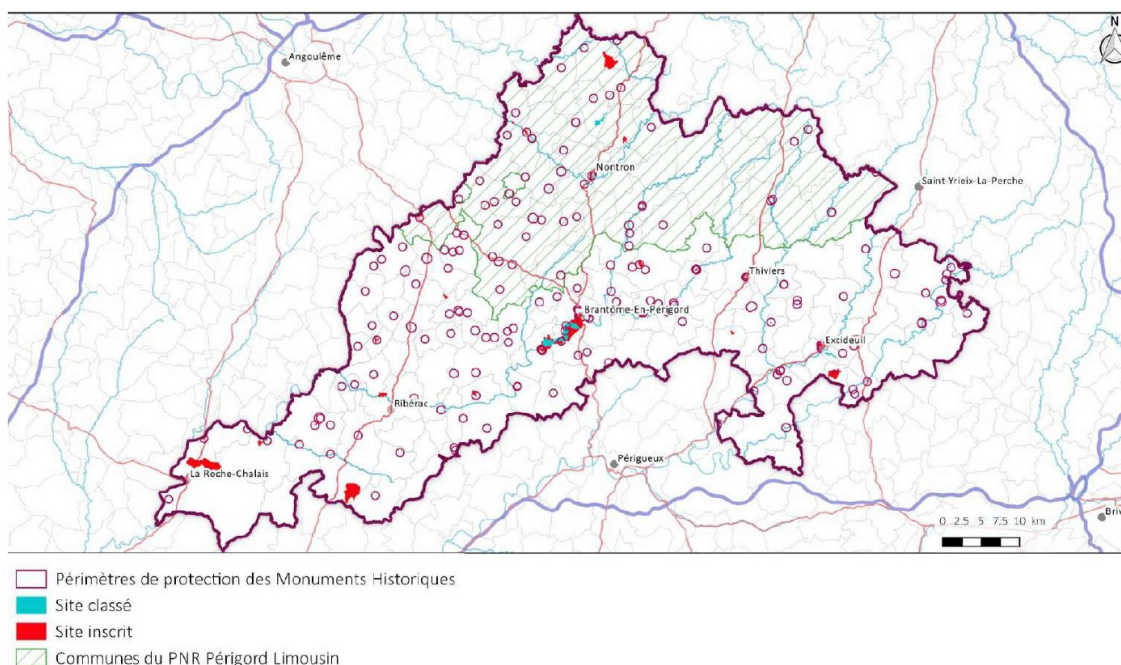 N
Angoulême
Nontron
Saint-Yrieix-La-Perche
Thiviers
Brantôme-En-Périgord
Excideuil
Ribérac
La Roche-Chalais
Périgueux
Briv
0 2.5 5 7.5 10 km
Périmètres de protection des Monuments Historiques
Site classé
Site inscrit
Communes du PNR Périgord Limousin